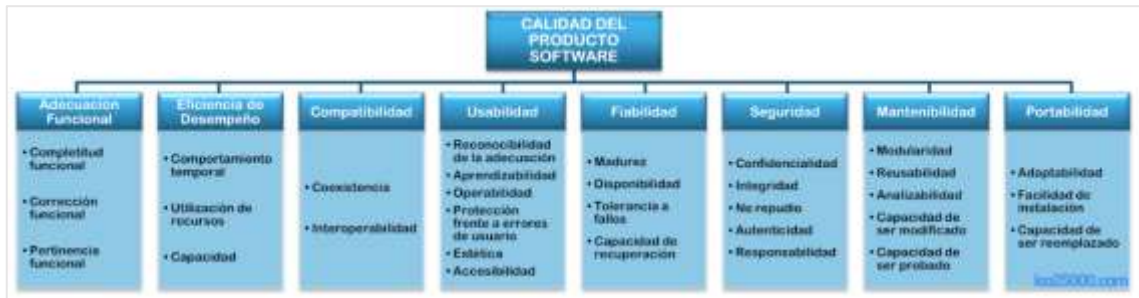 CALIDAD DEL
PRODUCTO
SOFTWARE
Adecuación
Funcional
• Completitud
funcional
• Corrección
funcional
• Pertinencia
funcional
Eficiencia de
Desempeño
• Comportamiento
temporal
• Utilización de
recursos
• Capacidad
Compatibilidad
• Coexistencia
• Interoperabilidad
Usabilidad
• Reconocibilidad
de la adecuación
• Aprendizabilidad
• Operabilidad
• Protección
frente a errores
de usuario
• Estética
• Accesibilidad
Fiabilidad
• Madurez
• Disponibilidad
• Tolerancia a
fallos
• Capacidad de
recuperación
Seguridad
• Confidencialidad
• Integridad
• No repudio
• Autenticidad
• Responsabilidad
Mantenibilidad
• Modularidad
• Reusabilidad
• Analizabilidad
• Capacidad de
ser modificado
• Capacidad de
ser probado
Portabilidad
• Adaptabilidad
• Facilidad de
instalación
• Capacidad de
ser reemplazado
iso25000.com